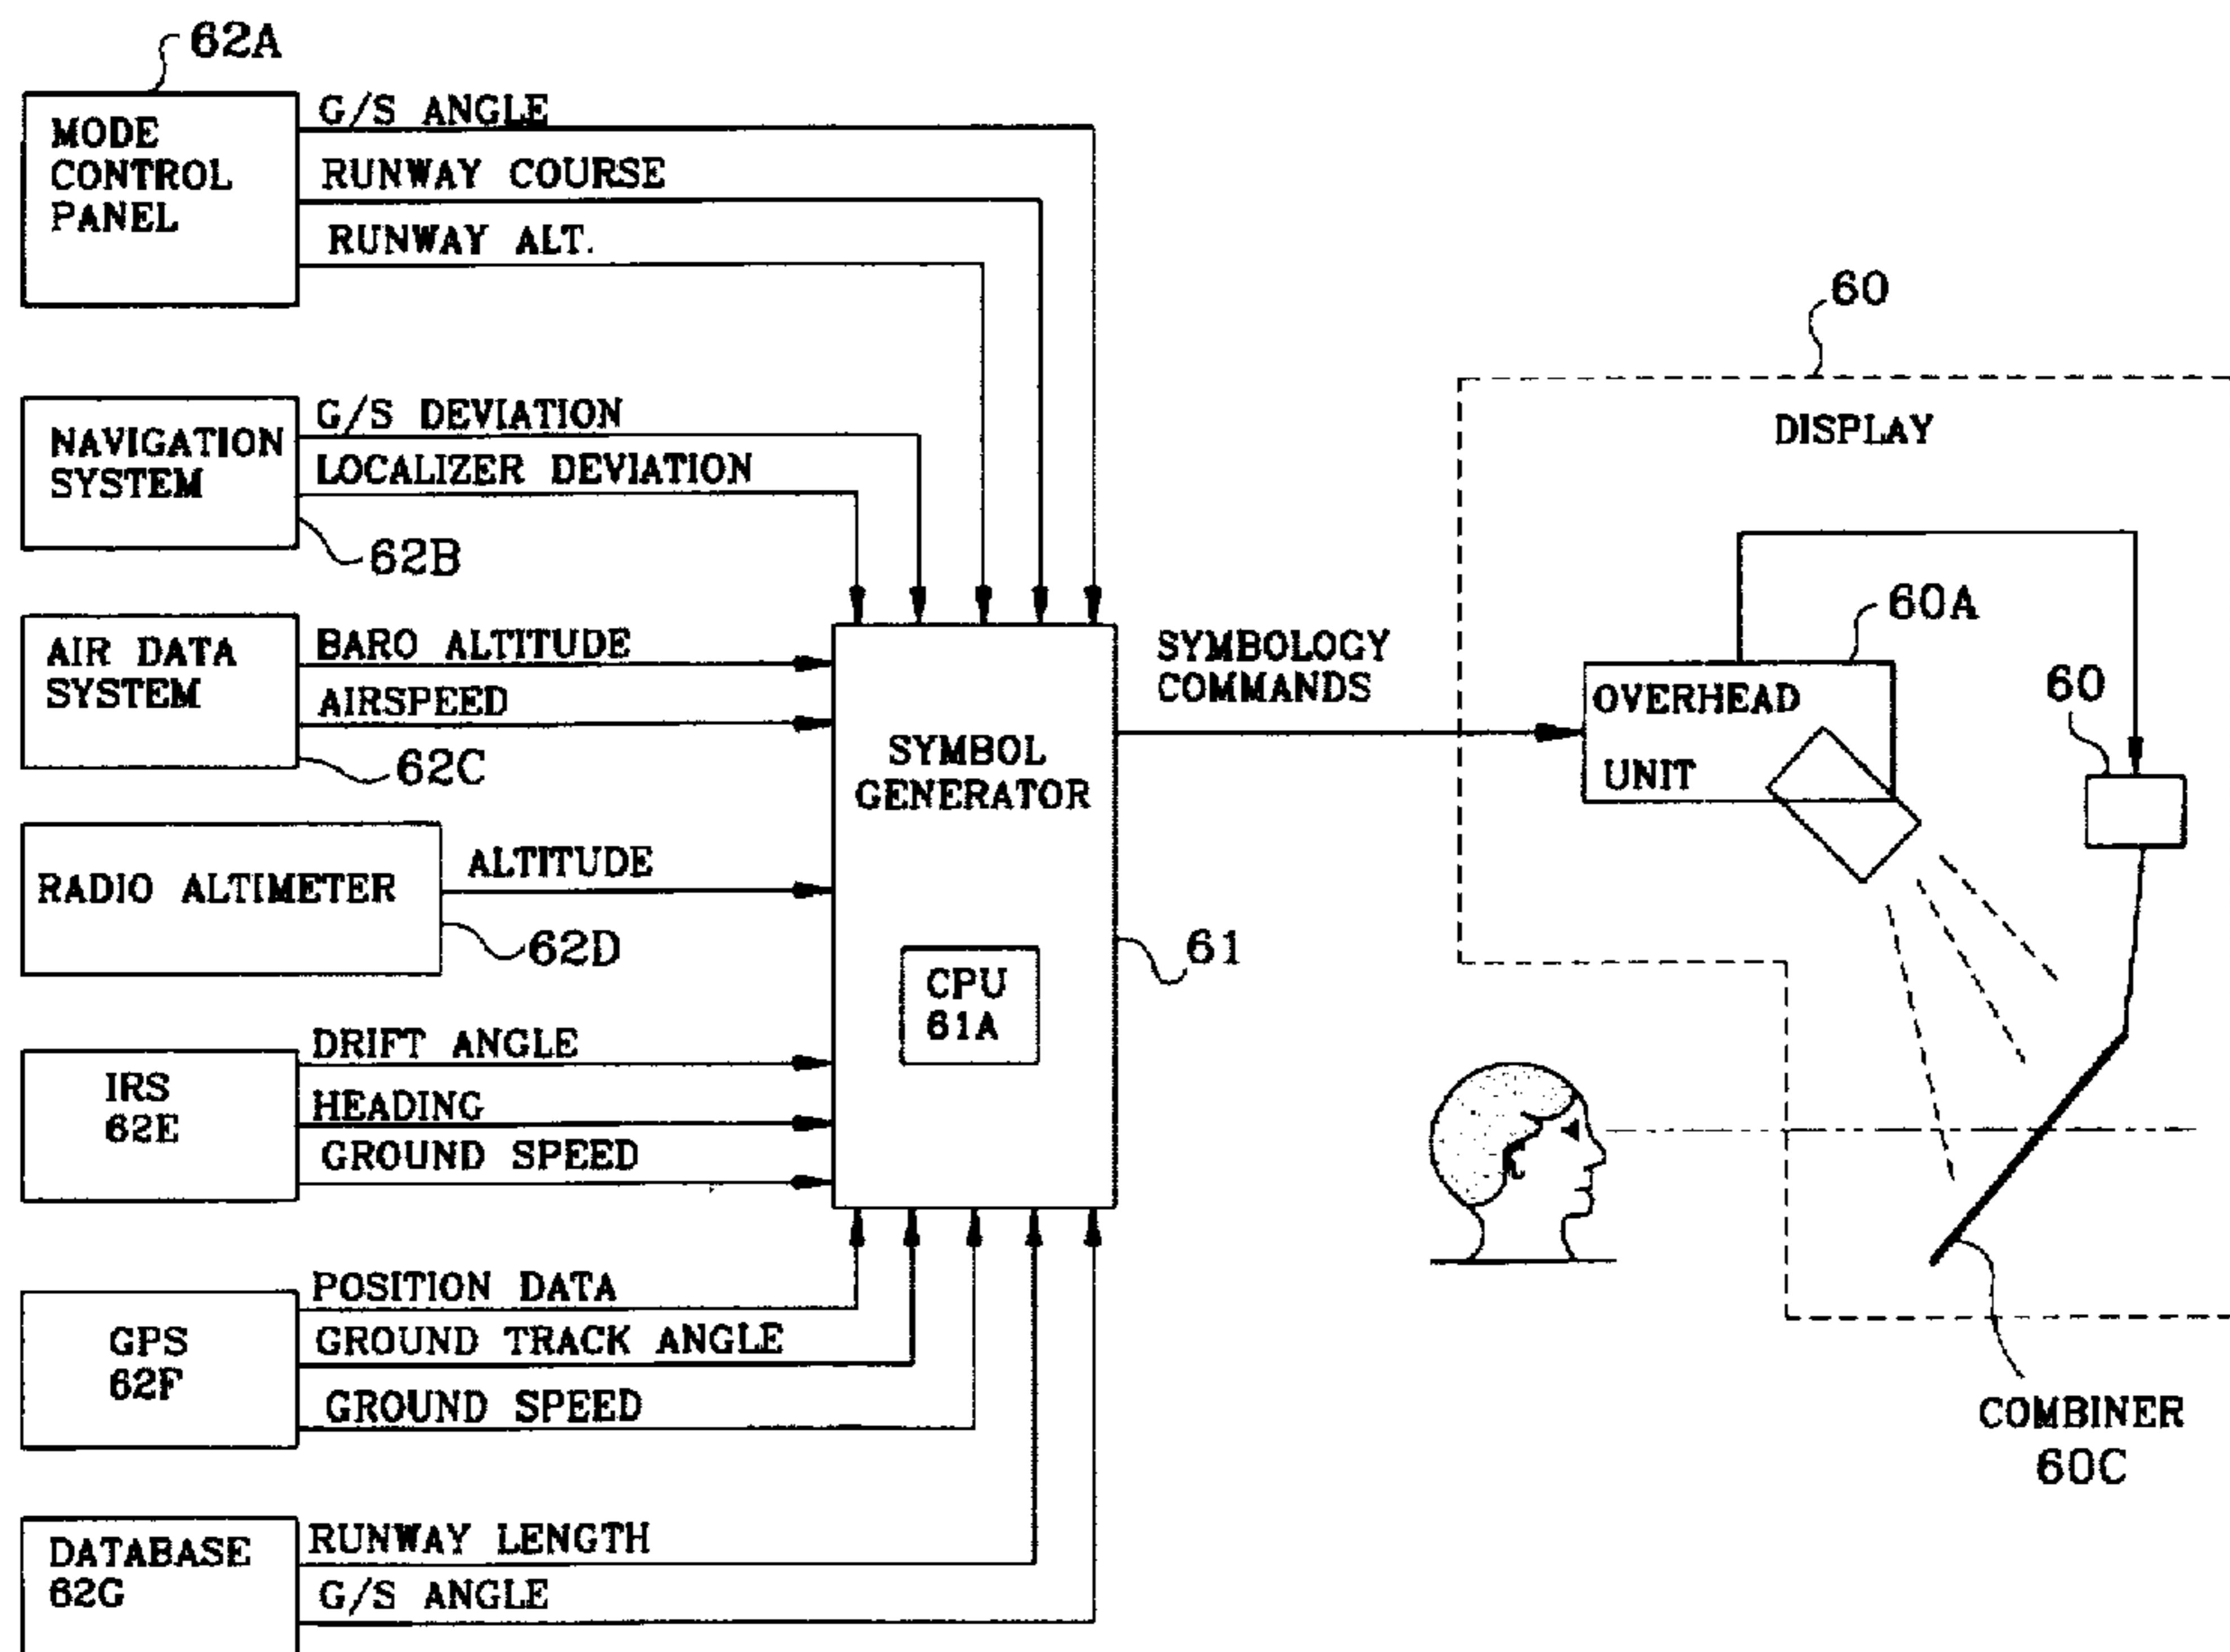 62A
MODE
CONTROL
PANEL
G/S ANGLE
RUNWAY COURSE
RUNWAY ALT.
NAVIGATION
SYSTEM
G/S DEVIATION
LOCALIZER DEVIATION
62B
AIR DATA
SYSTEM
BARO ALTITUDE
AIRSPEED
62C
RADIO ALTIMETER
ALTITUDE
62D
IRS
62E
DRIFT ANGLE
HEADING
GROUND SPEED
GPS
62F
POSITION DATA
GROUND TRACK ANGLE
GROUND SPEED
DATABASE
62G
RUNWAY LENGTH
G/S ANGLE
SYMBOL
GENERATOR
CPU
61A
61
SYMBOLOGY
COMMANDS
60
DISPLAY
60A
OVERHEAD
UNIT
60
COMBINER
60C